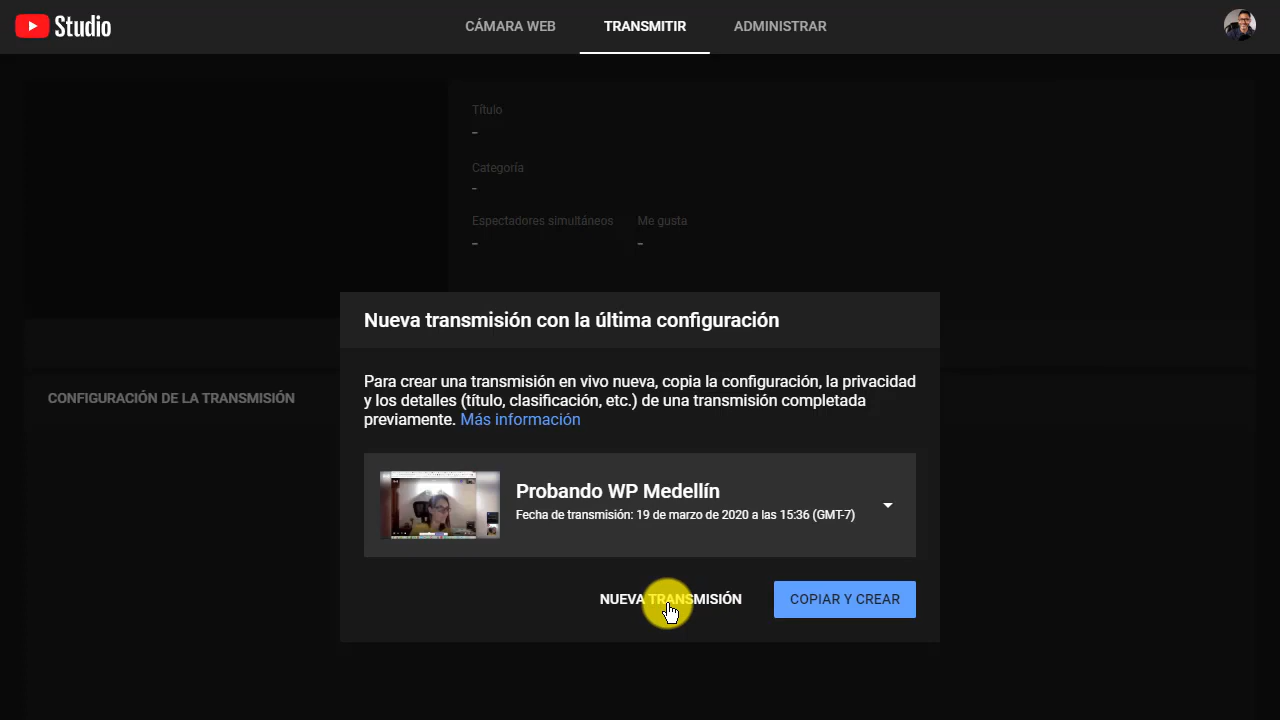 Studio
CÁMARA WEB
TRANSMITIR
ADMINISTRAR
Título
-
Categoría
-
Espectadores simultáneos
Me gusta
-
-
Nueva transmisión con la última configuración
CONFIGURACIÓN DE LA TRANSMISIÓN
Para crear una transmisión en vivo nueva, copia la configuración, la privacidad
y los detalles (título, clasificación, etc.) de una transmisión completada
previamente. Más información
Probando WP Medellín
Fecha de transmisión: 19 de marzo de 2020 a las 15:36 (GMT-7)
NUEVA TRANSMISIÓN
COPIAR Y CREAR